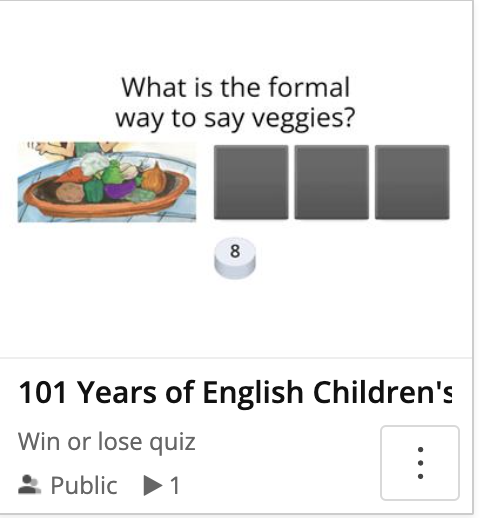 What is the formal
way to say veggies?
8
101 Years of English Children's
Win or lose quiz
Public 1